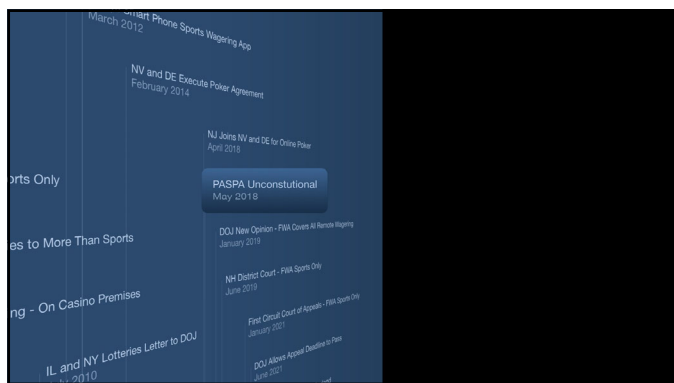 Smart Phone Sports Wagering App
March 2012
NV and DE Execute Poker Agreement
February 2014
NJ Joins NV and DE for Online Poker
April 2018
orts Only
PASPA Unconstutional
May 2018
es to More Than Sports
DOJ New Opinion - FWA Covers All Remote Wagering
January 2019
NH District Court - FWA Sports Only
June 2019
ng - On Casino Premises
First Circuit Court of Appeals - FWA Sports Only
January 2021
IL and NY Lotteries Letter to DOJ
2010
DOJ Allows Appeal Deadline to Pass
June 2021